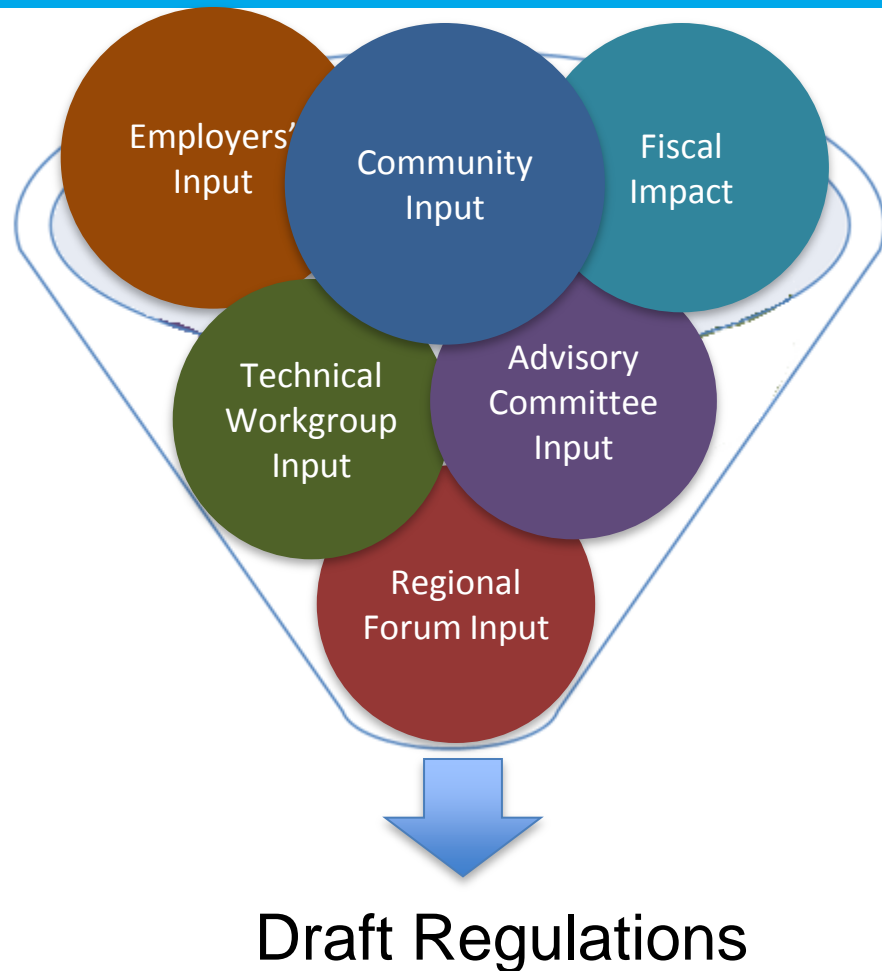 Employers'
Input
Community
Input
Fiscal
Impact
Technical
Workgroup
Input
Advisory
Committee
Input
Regional
Forum Input
Draft Regulations